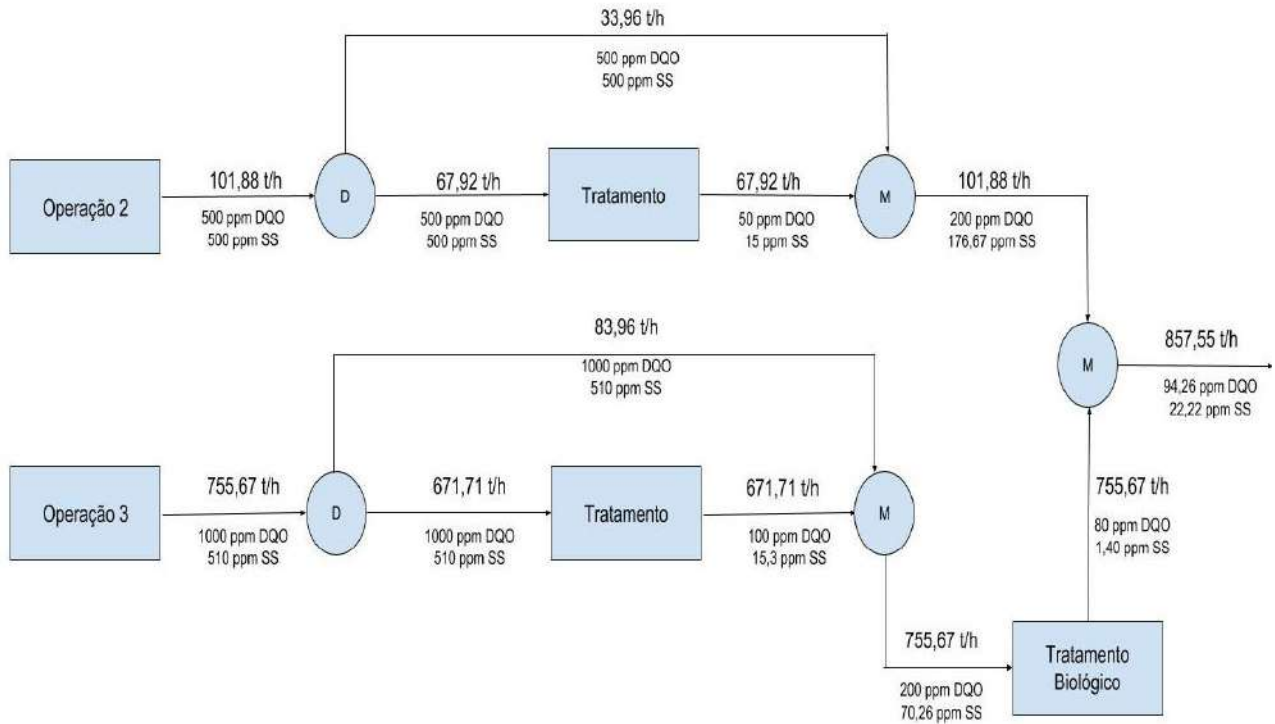 33,96 t/h
500 ppm DQO
500 ppm SS
Operação 2
101,88 t/h
500 ppm DQO
500 ppm SS
D
67,92 t/h
500 ppm DQO
500 ppm SS
Tratamento
67,92 t/h
50 ppm DQO
15 ppm SS
M
101,88 t/h
200 ppm DQO
176,67 ppm SS
83,96 t/h
1000 ppm DQO
510 ppm SS
M
857,55 t/h
94,26 ppm DQO
22,22 ppm SS
Operação 3
755,67 t/h
1000 ppm DQO
510 ppm SS
D
671,71 t/h
1000 ppm DQO
510 ppm SS
Tratamento
671,71 t/h
100 ppm DQO
15,3 ppm SS
M
755,67 t/h
80 ppm DQO
1,40 ppm SS
755,67 t/h
200 ppm DQO
70,26 ppm SS
Tratamento
Biológico